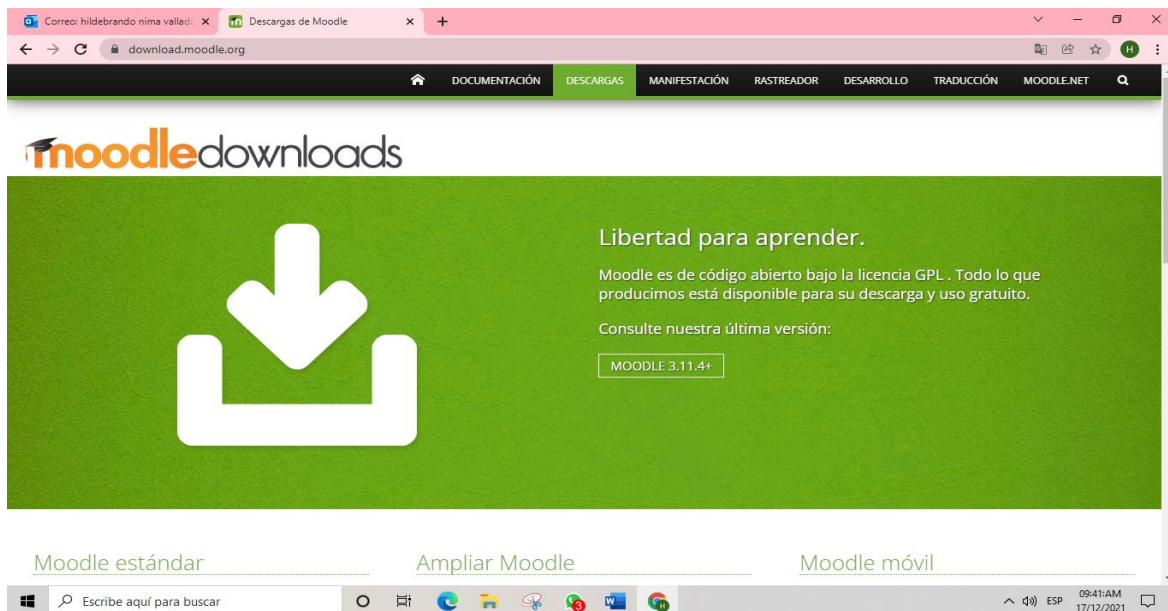 Correo: hildebrando nima vallad
Descargas de Moodle
download.moodle.org
DOCUMENTACIÓN DESCARGAS MANIFESTACIÓN RASTREADOR DESARROLLO TRADUCCIÓN MOODLE.NET
moodledownloads
Libertad para aprender.
Moodle es de código abierto bajo la licencia GPL . Todo lo que
producimos está disponible para su descarga y uso gratuito.
Consulte nuestra última versión:
MOODLE 3.11.4+
Moodle estándar
Ampliar Moodle
Moodle móvil
Escribe aquí para buscar
3
ESP
09:41:AM
17/12/2021